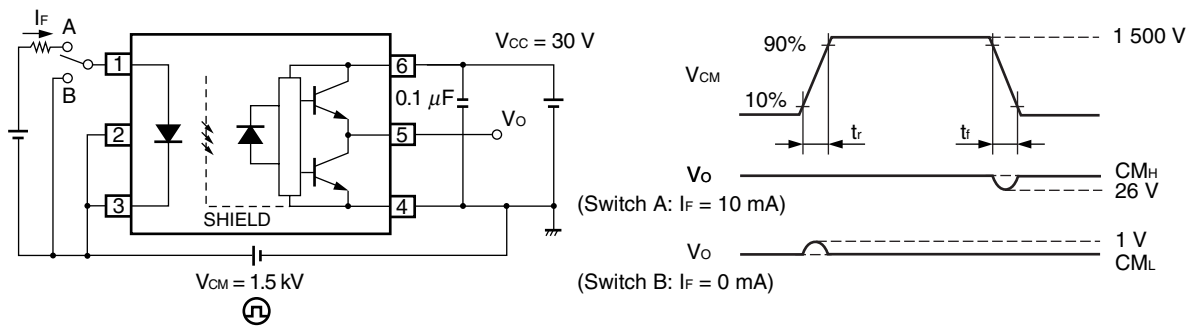 IF
A
B
1
2
3
SHIELD
6
5
4
VCC = 30 V
0.1 μF
VO
VCM = 1.5 kV
90%
VCM
10%
tr
tf
1 500 V
VO
(Switch A: IF = 10 mA)
CMH
26 V
VO
(Switch B: IF = 0 mA)
1 V
CML